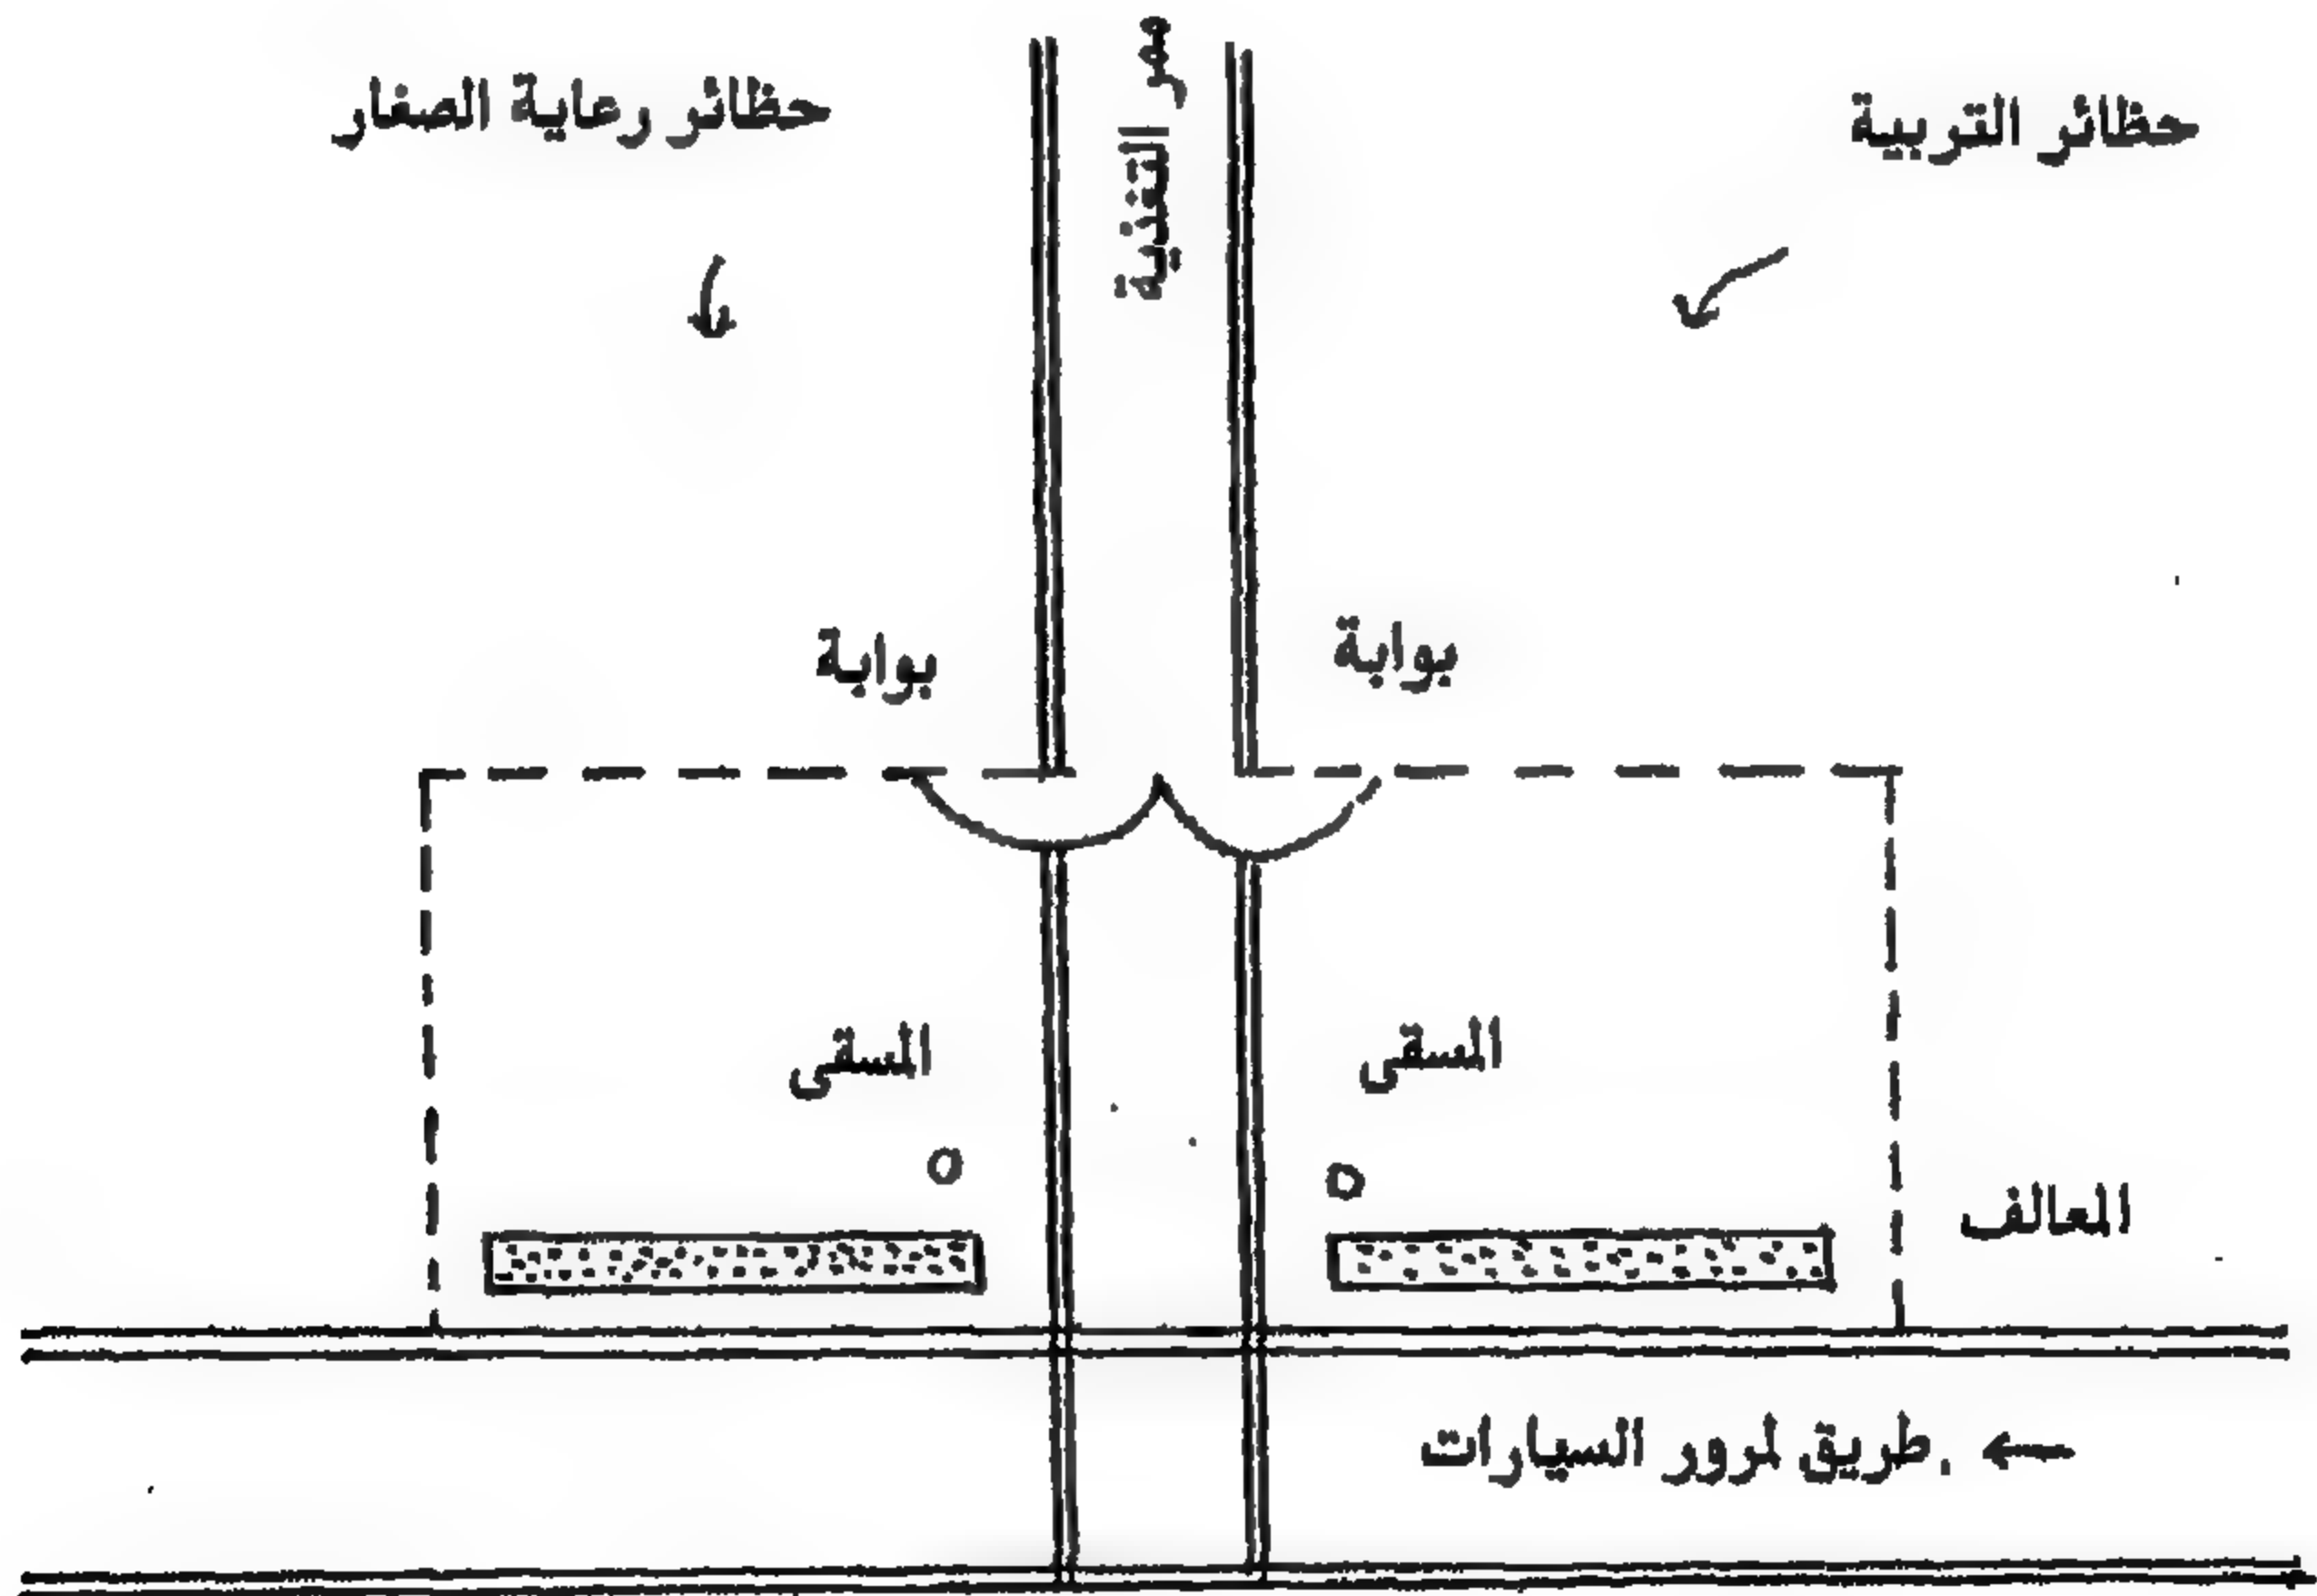 حظائر التربية
ممر التغذية
حظائر رعاية الصغار
بوابة
بوابة
المسقى
المسقى
المعالف
طريق لمرور السيارات